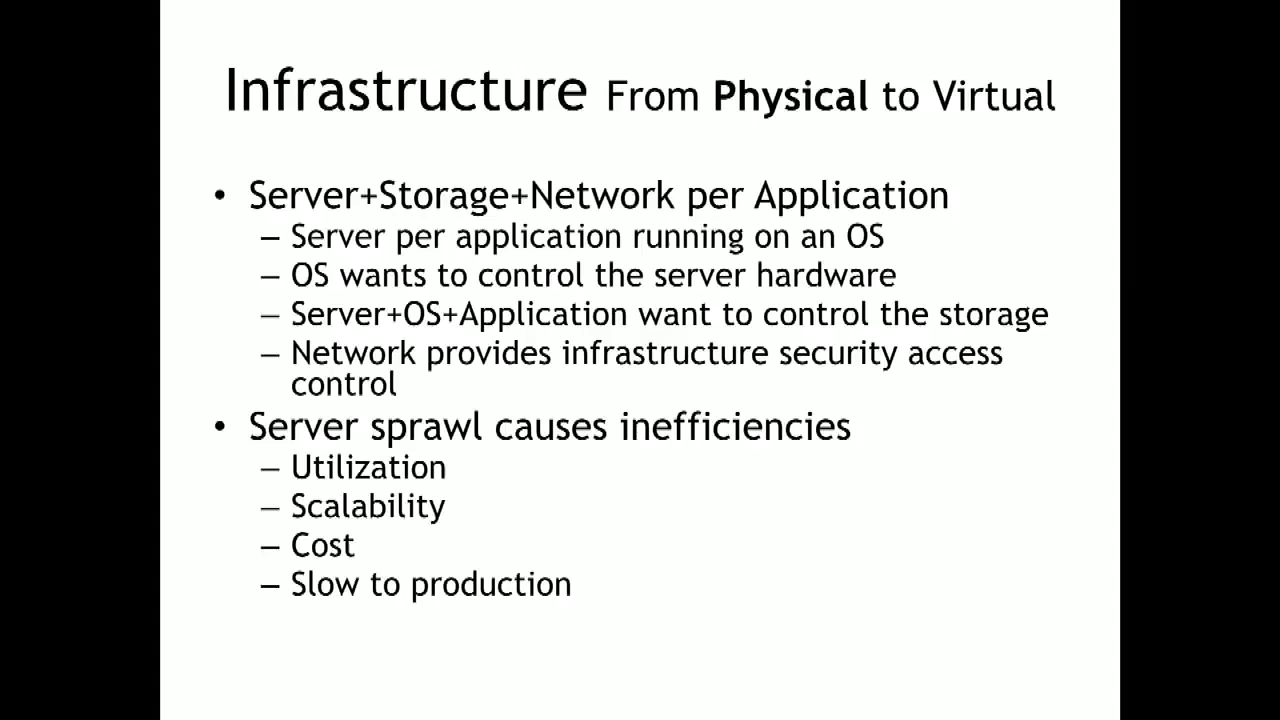 Infrastructure From Physical to Virtual
• Server+Storage+Network per Application
– Server per application running on an OS
– OS wants to control the server hardware
– Server+OS+Application want to control the storage
– Network provides infrastructure security access
control
• Server sprawl causes inefficiencies
– Utilization
– Scalability
– Cost
– Slow to production